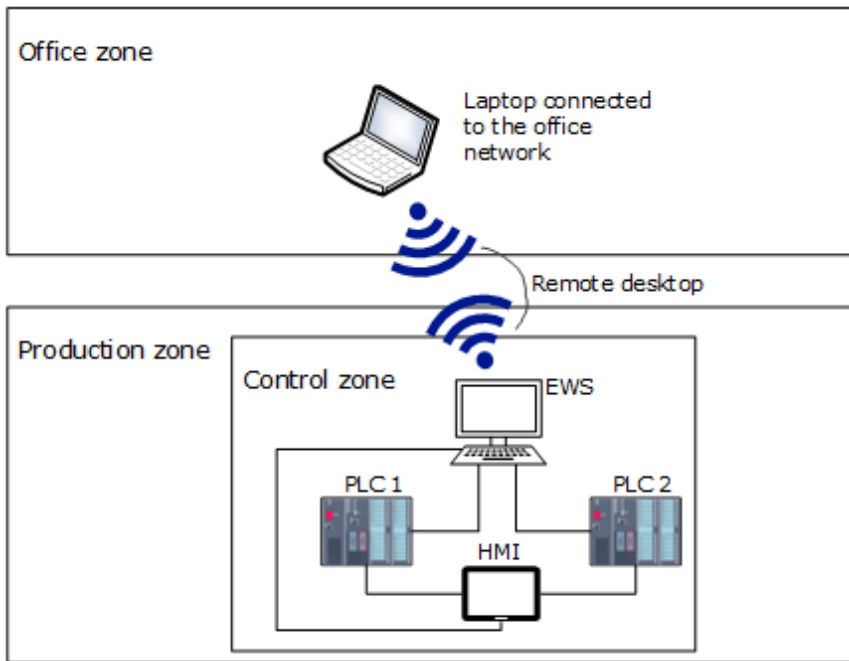 Office zone
Laptop connected
to the office
network
Remote desktop
Production zone
Control zone
EWS
PLC 1
PLC 2
HMI